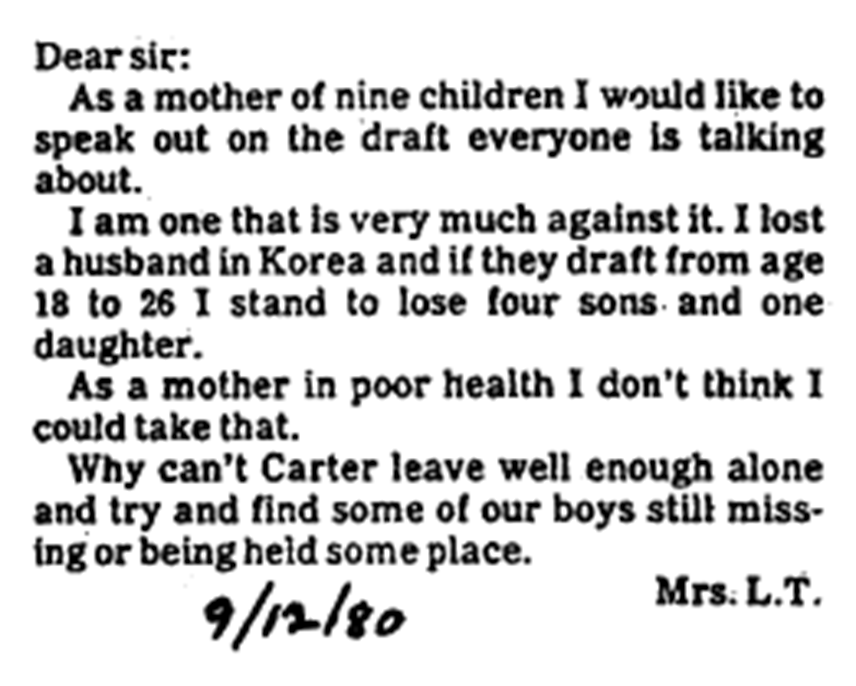 Dear sir:
As a mother of nine children I would like to
speak out on the draft everyone is talking
about.
I am one that is very much against it. I lost
a husband in Korea and if they draft from age
18 to 26 I stand to lose four sons and one
daughter.
As a mother in poor health I don't think I
could take that.
Why can't Carter leave well enough alone
and try and find some of our boys still miss-
ing or being held some place.
Mrs. L.T.
9/12/80